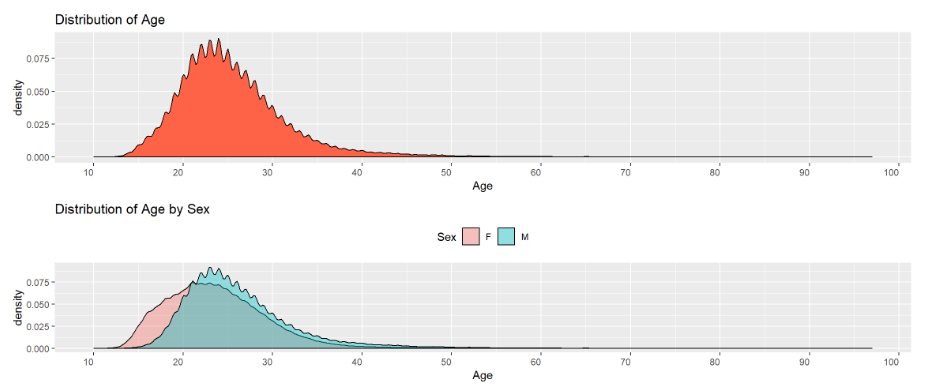 Distribution of Age
density
0.075
0.050
0.025
0.000
10 20 30 40 50 60 70 80 90 100
Age
Distribution of Age by Sex
Sex F M
density
0.075
0.050
0.025
0.000
10 20 30 40 50 60 70 80 90 100
Age